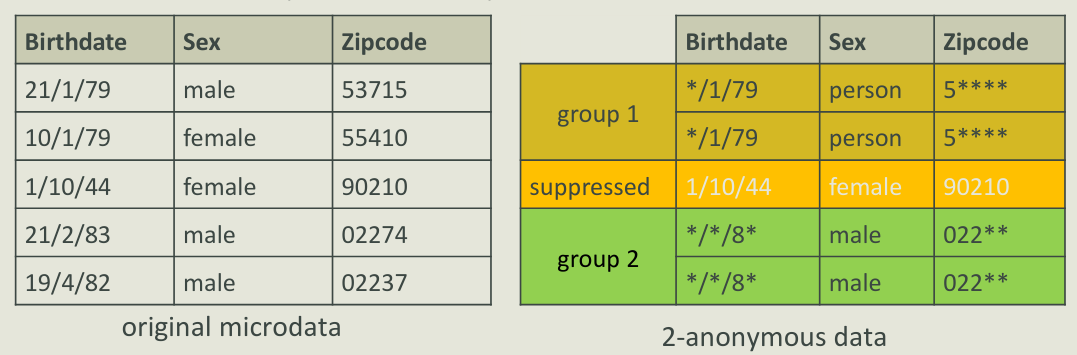 Birthdate Sex Zipcode
21/1/79 male 53715
10/1/79 female 55410
1/10/44 female 90210
21/2/83 male 02274
19/4/82 male 02237
original microdata
Birthdate Sex Zipcode
group 1
*/1/79 person 5****
*/1/79 person 5****
suppressed 1/10/44 female 90210
group 2
*/*/8* male 022**
*/*/8* male 022**
2-anonymous data